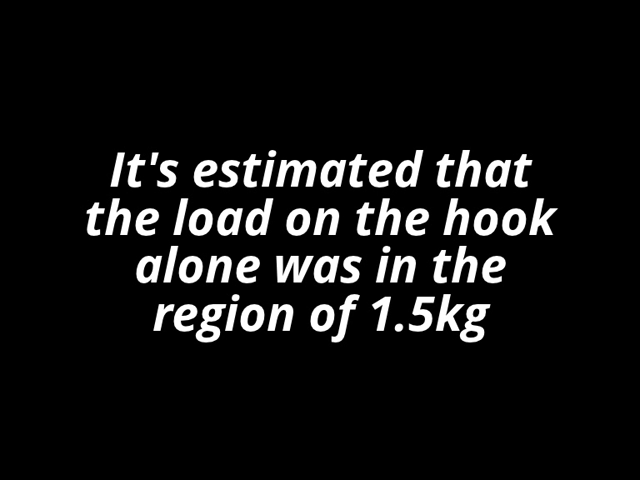 It's estimated that
the load on the hook
alone was in the
region of 1.5kg